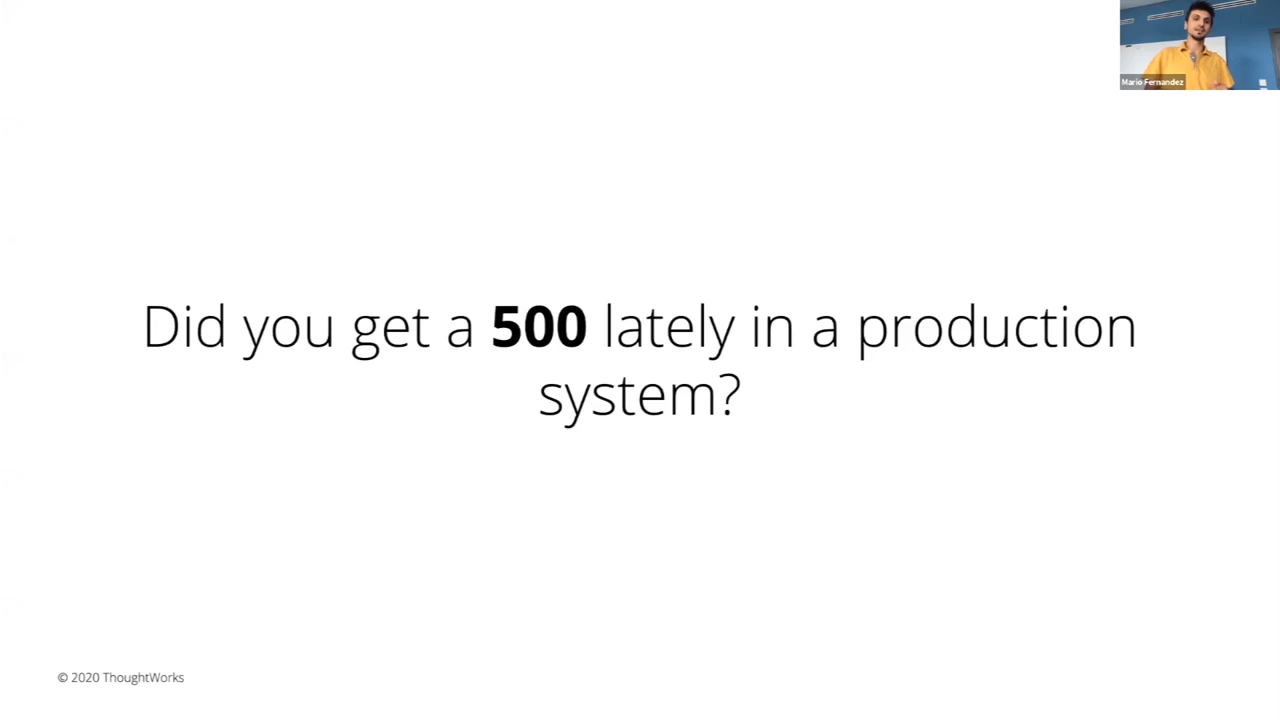 Mario Fernandez
Did you get a 500 lately in a production
system?
© 2020 ThoughtWorks